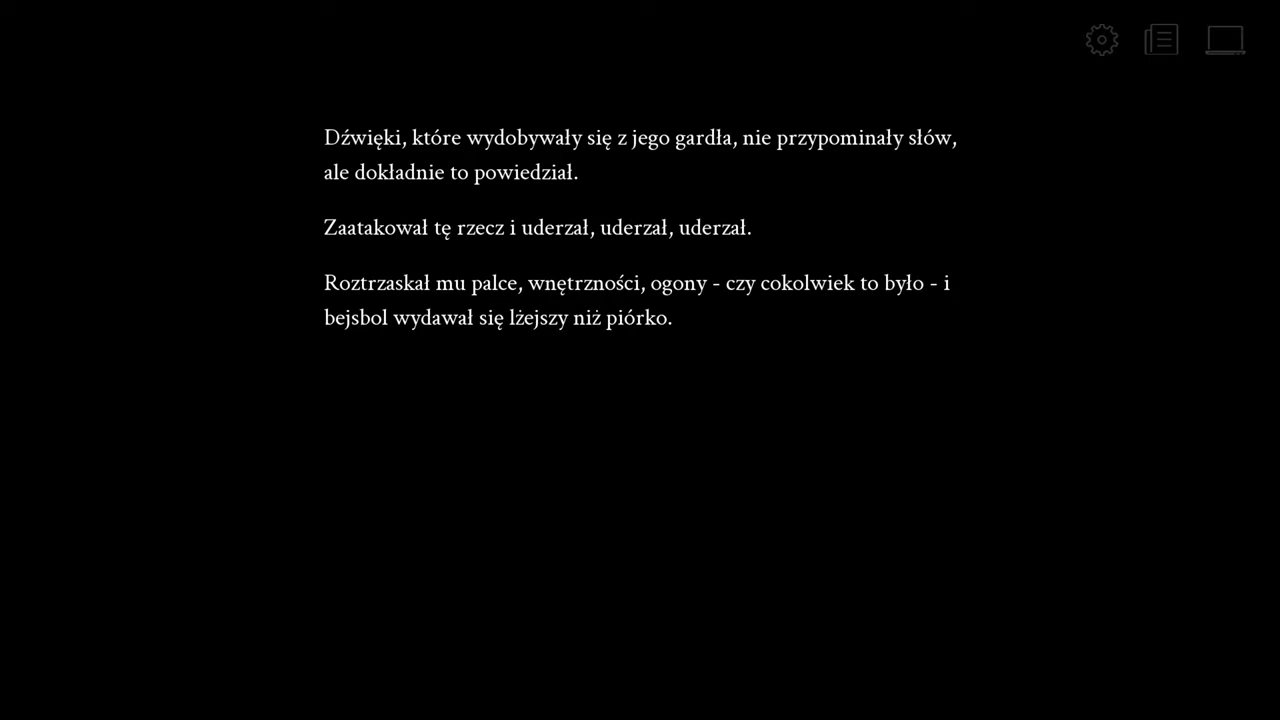 Dźwięki, które wydobywały się z jego gardła, nie przypominały słów,
ale dokładnie to powiedział.
Zaatakował tę rzecz i uderzał, uderzał, uderzał.
Roztrzaskał mu palce, wnętrzności, ogony - czy cokolwiek to było - i
bejsbol wydawał się lżejszy niż piórko.